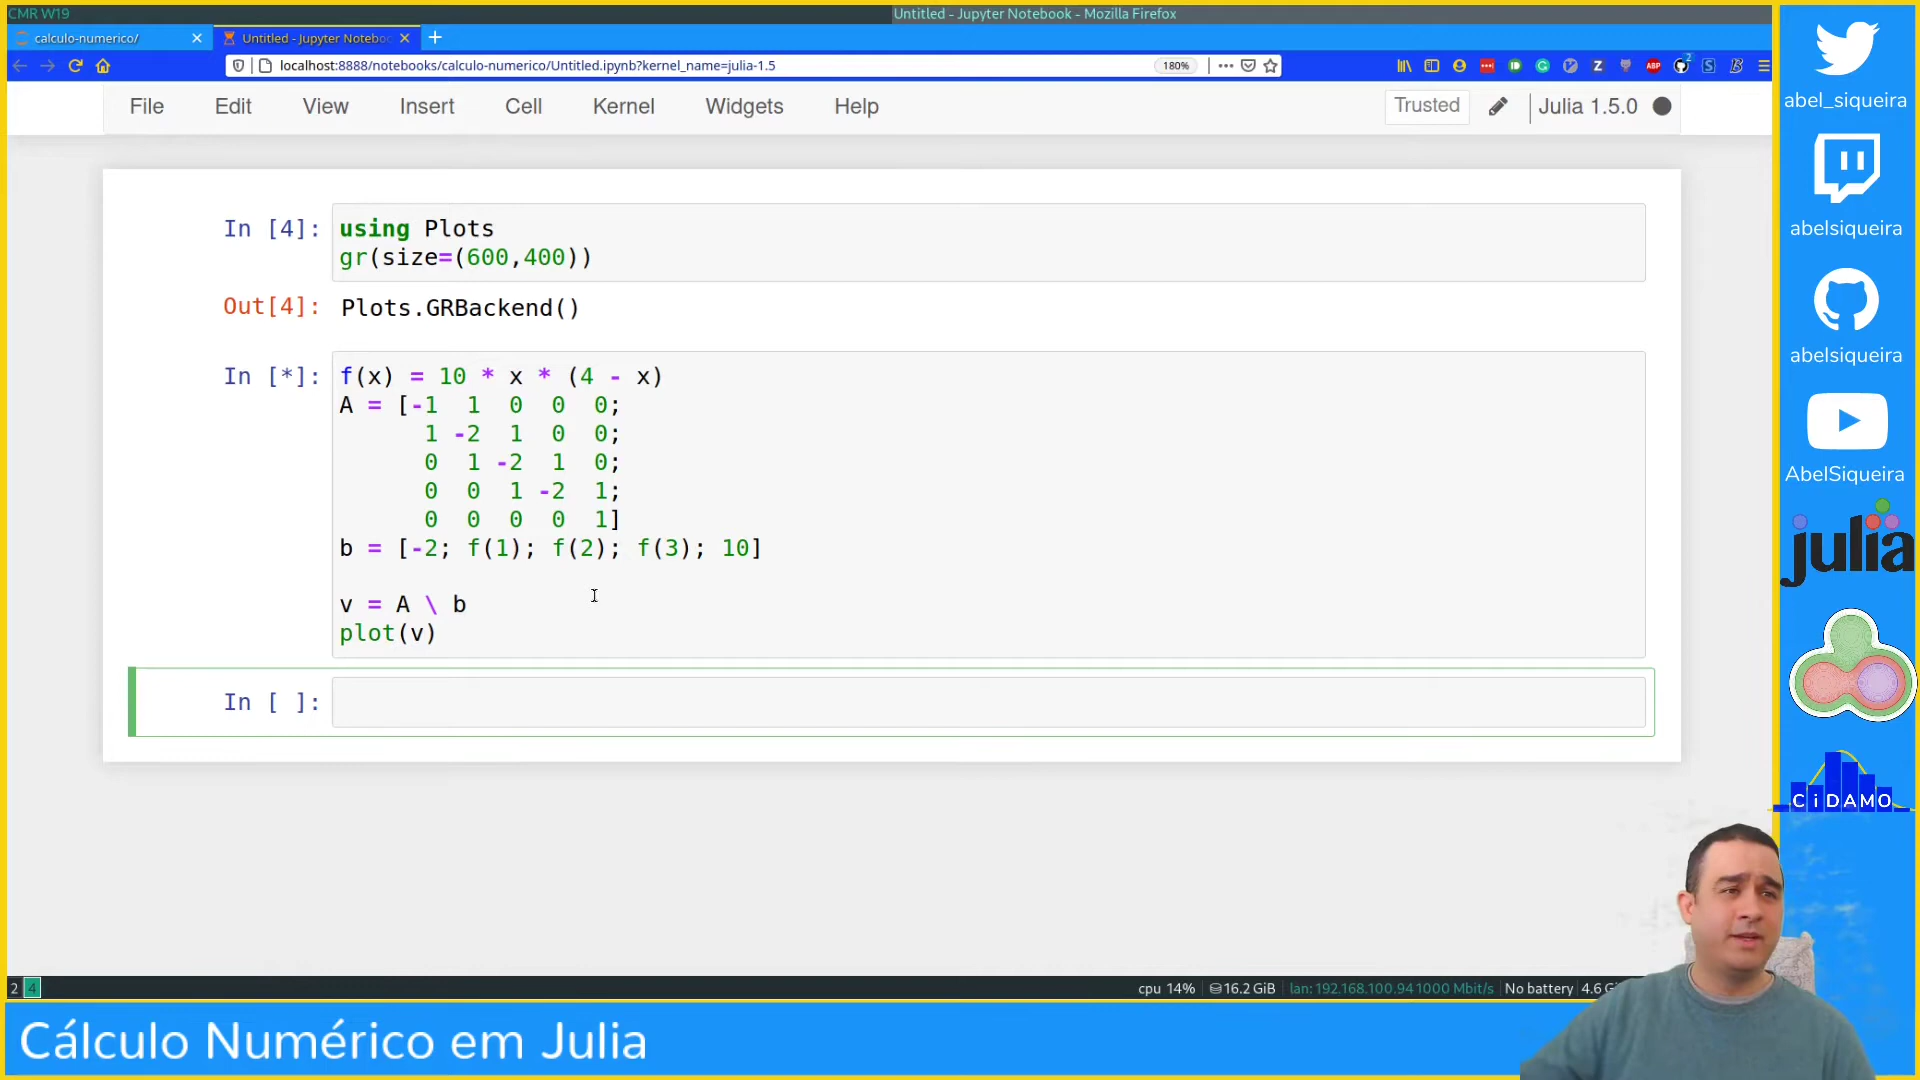 CMR W19
Untitled - Jupyter Notebook - Mozilla Firefox
calculo-numerico/
Untitled - Jupyter Noteboo
localhost:8888/notebooks/calculo-numerico/Untitled.ipynb?kernel_name=julia-1.5
180%
File Edit View Insert Cell Kernel Widgets Help
Trusted
Julia 1.5.0
In [4]:
using Plots
gr(size=(600,400))
Out[4]: Plots.GRBackend()
In [*]:
f(x) = 10 * x * (4 - x)
A = [-1 1 0 0 0;
1 -2 1 0 0;
0 1 -2 1 0;
0 0 1 -2 1;
0 0 0 0 1]
b = [-2; f(1); f(2); f(3); 10]
v = A \ b
plot(v)
In [ ]:
2 4
cpu 14% 16.2 GiB lan: 192.168.100.94 1000 Mbit/s No battery 4.6
Cálculo Numérico em Julia
abel_siqueira
abelsiqueira
abelsiqueira
AbelSiqueira
julia
CiDAMO